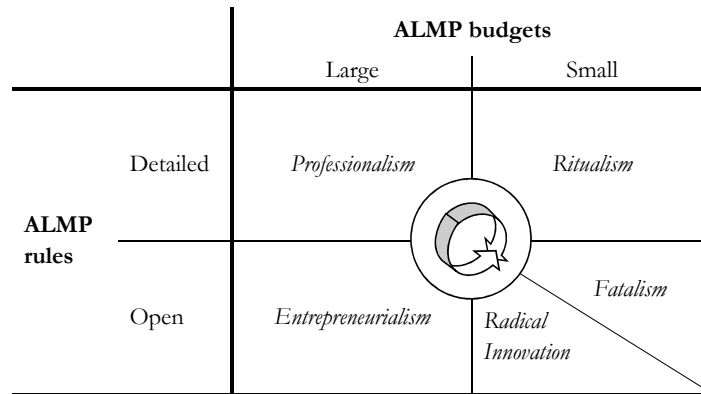 ALMP budgets
Large
Small
Detailed
Professionalism
Ritualism
ALMP
rules
Open
Entrepreneurialism
Radical
Innovation
Fatalism